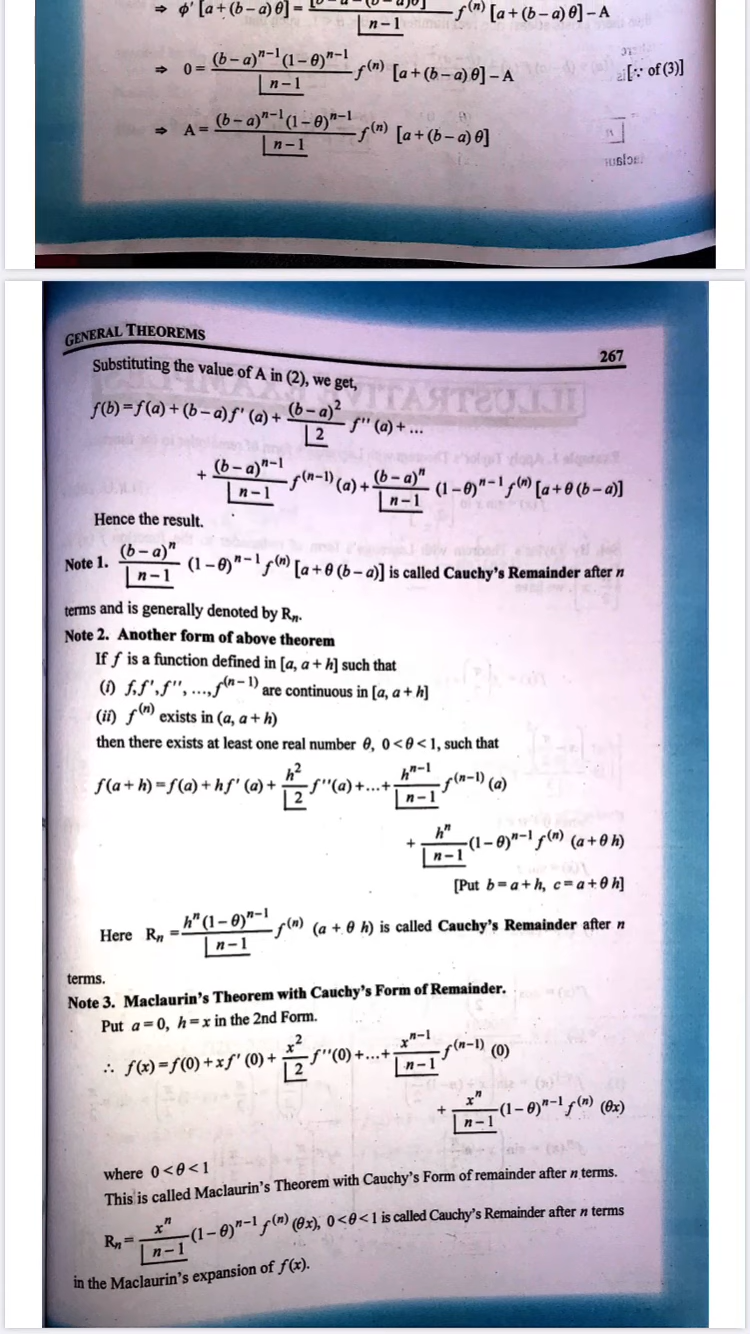 ⇒ ϕ' [a + (b – a) θ] = f⁽ⁿ⁾ [a + (b – a) θ] – A
|n – 1
⇒ 0 = (b – a)ⁿ⁻¹ (1 – θ)ⁿ⁻¹ / |n – 1 f⁽ⁿ⁾ [a + (b – a) θ] – A [∵ of (3)]
⇒ A = (b – a)ⁿ⁻¹ (1 – θ)ⁿ⁻¹ / |n – 1 f⁽ⁿ⁾ [a + (b – a) θ]
GENERAL THEOREMS 267
Substituting the value of A in (2), we get,
f(b) = f(a) + (b – a) f' (a) + (b – a)² / |2 f'' (a) + ...
+ (b – a)ⁿ⁻¹ / |n – 1 f⁽ⁿ⁻¹⁾ (a) + (b – a)ⁿ / |n – 1 (1 – θ)ⁿ⁻¹ f⁽ⁿ⁾ [a + θ (b – a)]
Hence the result.
Note 1. (b – a)ⁿ / |n – 1 (1 – θ)ⁿ⁻¹ f⁽ⁿ⁾ [a + θ (b – a)] is called Cauchy's Remainder after n
terms and is generally denoted by Rₙ.
Note 2. Another form of above theorem
If f is a function defined in [a, a + h] such that
(i) f, f', f'', ..., f⁽ⁿ⁻¹⁾ are continuous in [a, a + h]
(ii) f⁽ⁿ⁾ exists in (a, a + h)
then there exists at least one real number θ, 0 < θ < 1, such that
f(a + h) = f(a) + h f' (a) + h² / |2 f''(a) + ... + hⁿ⁻¹ / |n – 1 f⁽ⁿ⁻¹⁾ (a)
+ hⁿ / |n – 1 (1 – θ)ⁿ⁻¹ f⁽ⁿ⁾ (a + θ h)
[Put b = a + h, c = a + θ h]
Here Rₙ = hⁿ (1 – θ)ⁿ⁻¹ / |n – 1 f⁽ⁿ⁾ (a + θ h) is called Cauchy's Remainder after n
terms.
Note 3. Maclaurin's Theorem with Cauchy's Form of Remainder.
Put a = 0, h = x in the 2nd Form.
∴ f(x) = f(0) + x f' (0) + x² / |2 f''(0) + ... + xⁿ⁻¹ / |n – 1 f⁽ⁿ⁻¹⁾ (0)
+ xⁿ / |n – 1 (1 – θ)ⁿ⁻¹ f⁽ⁿ⁾ (θx)
where 0 < θ < 1
This is called Maclaurin's Theorem with Cauchy's Form of remainder after n terms.
Rₙ = xⁿ / |n – 1 (1 – θ)ⁿ⁻¹ f⁽ⁿ⁾ (θx), 0 < θ < 1 is called Cauchy's Remainder after n terms
in the Maclaurin's expansion of f(x).